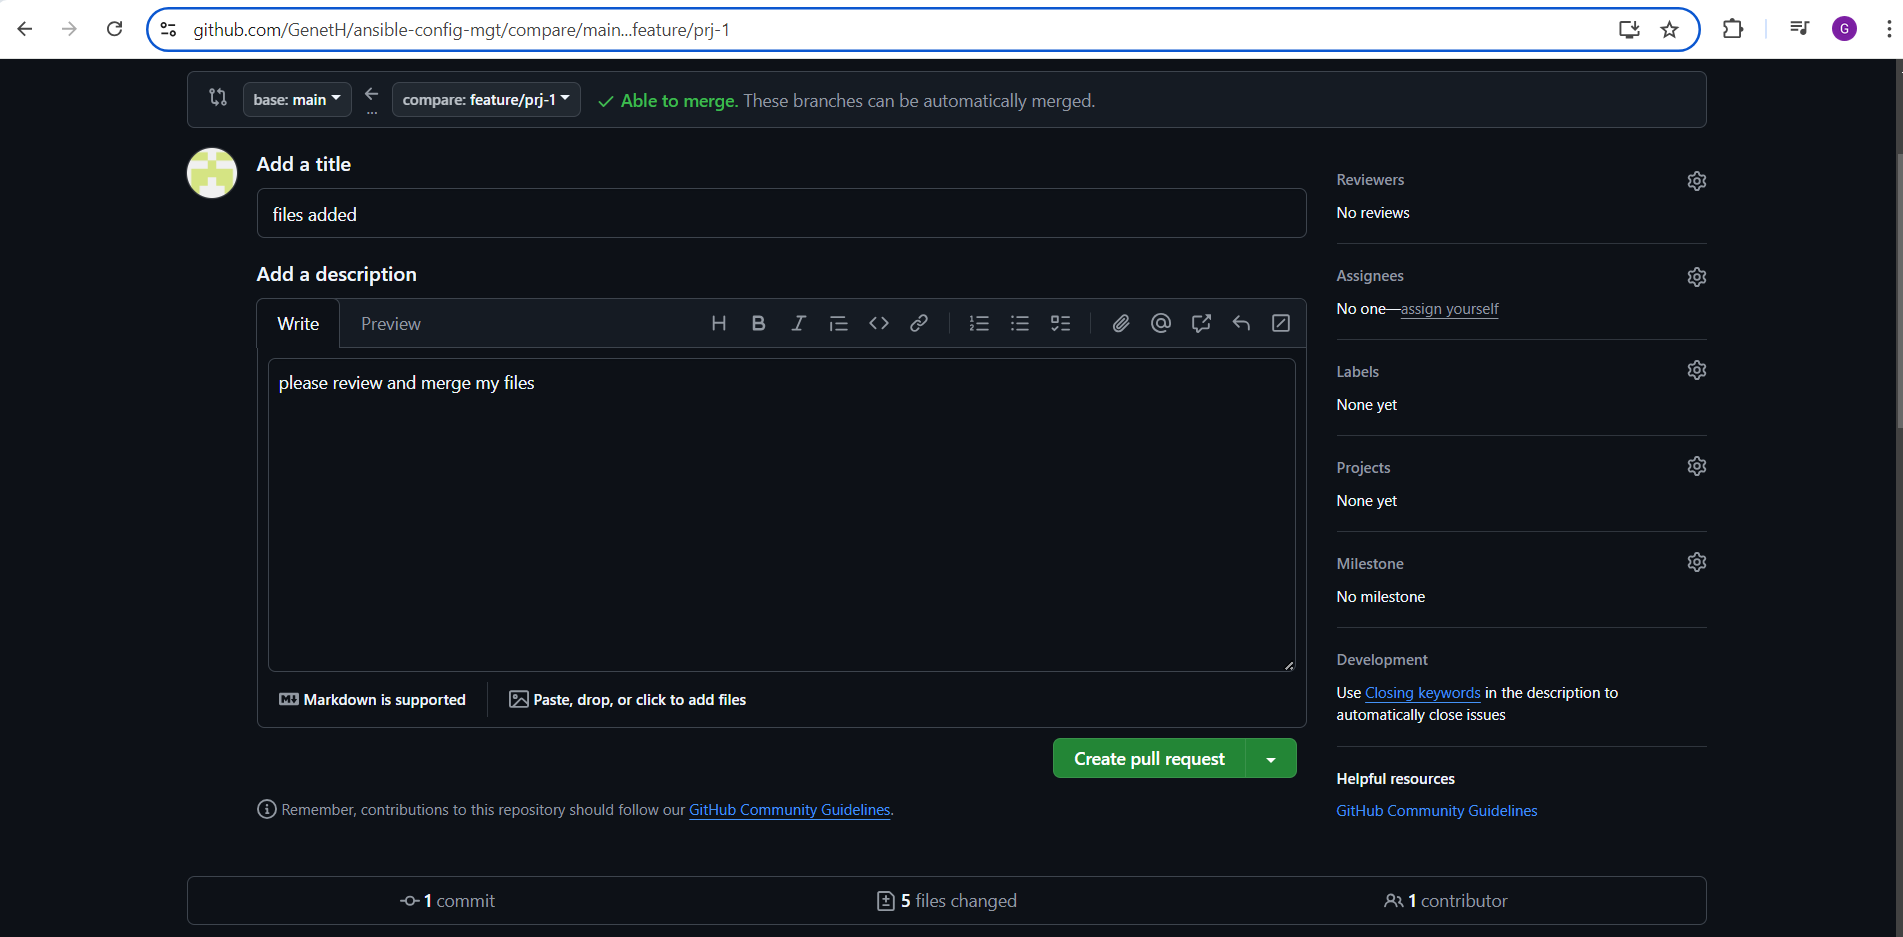 github.com/GenetH/ansible-config-mgt/compare/main...feature/prj-1
G
base: main
...
compare: feature/prj-1
Able to merge. These branches can be automatically merged.
Add a title
files added
Add a description
Write
Preview
please review and merge my files
Markdown is supported
Paste, drop, or click to add files
Create pull request
Remember, contributions to this repository should follow our GitHub Community Guidelines.
Reviewers
No reviews
Assignees
No one—assign yourself
Labels
None yet
Projects
None yet
Milestone
No milestone
Development
Use Closing keywords in the description to
automatically close issues
Helpful resources
GitHub Community Guidelines
1 commit
5 files changed
1 contributor